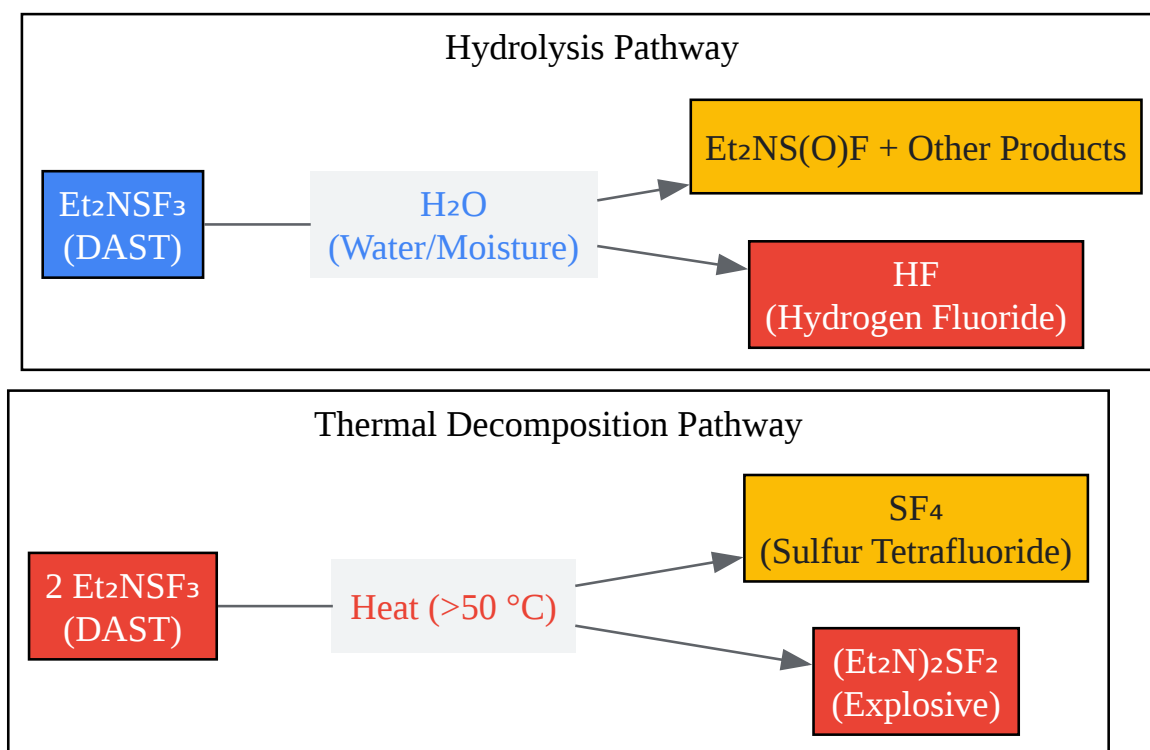 Hydrolysis Pathway
Et₂NSF₃
(DAST)
H₂O
(Water/Moisture)
Et₂NS(O)F + Other Products
HF
(Hydrogen Fluoride)
Thermal Decomposition Pathway
2 Et₂NSF₃
(DAST)
Heat (>50 °C)
SF₄
(Sulfur Tetrafluoride)
(Et₂N)₂SF₂
(Explosive)